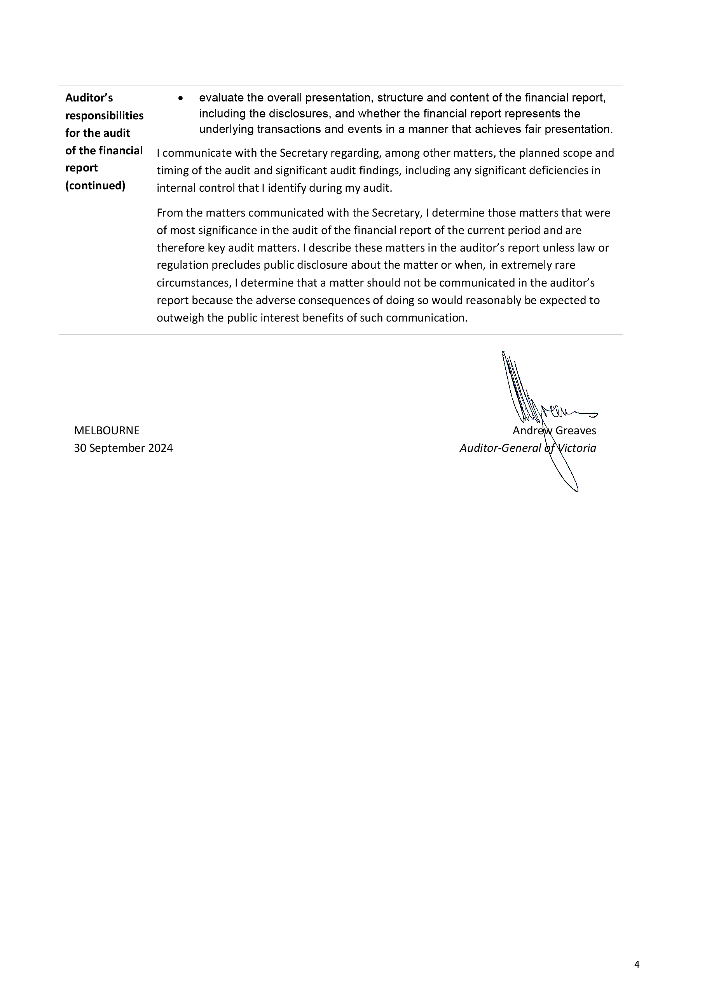 Auditor’s
responsibilities
for the audit
of the financial
report
(continued)
• evaluate the overall presentation, structure and content of the financial report,
including the disclosures, and whether the financial report represents the
underlying transactions and events in a manner that achieves fair presentation.
I communicate with the Secretary regarding, among other matters, the planned scope and
timing of the audit and significant audit findings, including any significant deficiencies in
internal control that I identify during my audit.
From the matters communicated with the Secretary, I determine those matters that were
of most significance in the audit of the financial report of the current period and are
therefore key audit matters. I describe these matters in the auditor’s report unless law or
regulation precludes public disclosure about the matter or when, in extremely rare
circumstances, I determine that a matter should not be communicated in the auditor’s
report because the adverse consequences of doing so would reasonably be expected to
outweigh the public interest benefits of such communication.
MELBOURNE
30 September 2024
Andrew Greaves
Auditor-General of Victoria
4